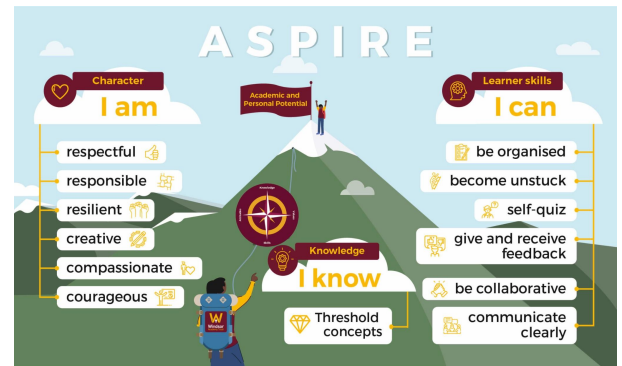 ASPIRE
Character
I am
respectful
responsible
resilient
creative
compassionate
courageous
Academic and
Personal Potential
Knowledge
I know
Threshold
concepts
Learner skills
I can
be organised
become unstuck
self-quiz
give and receive
feedback
be collaborative
communicate
clearly
Windsor